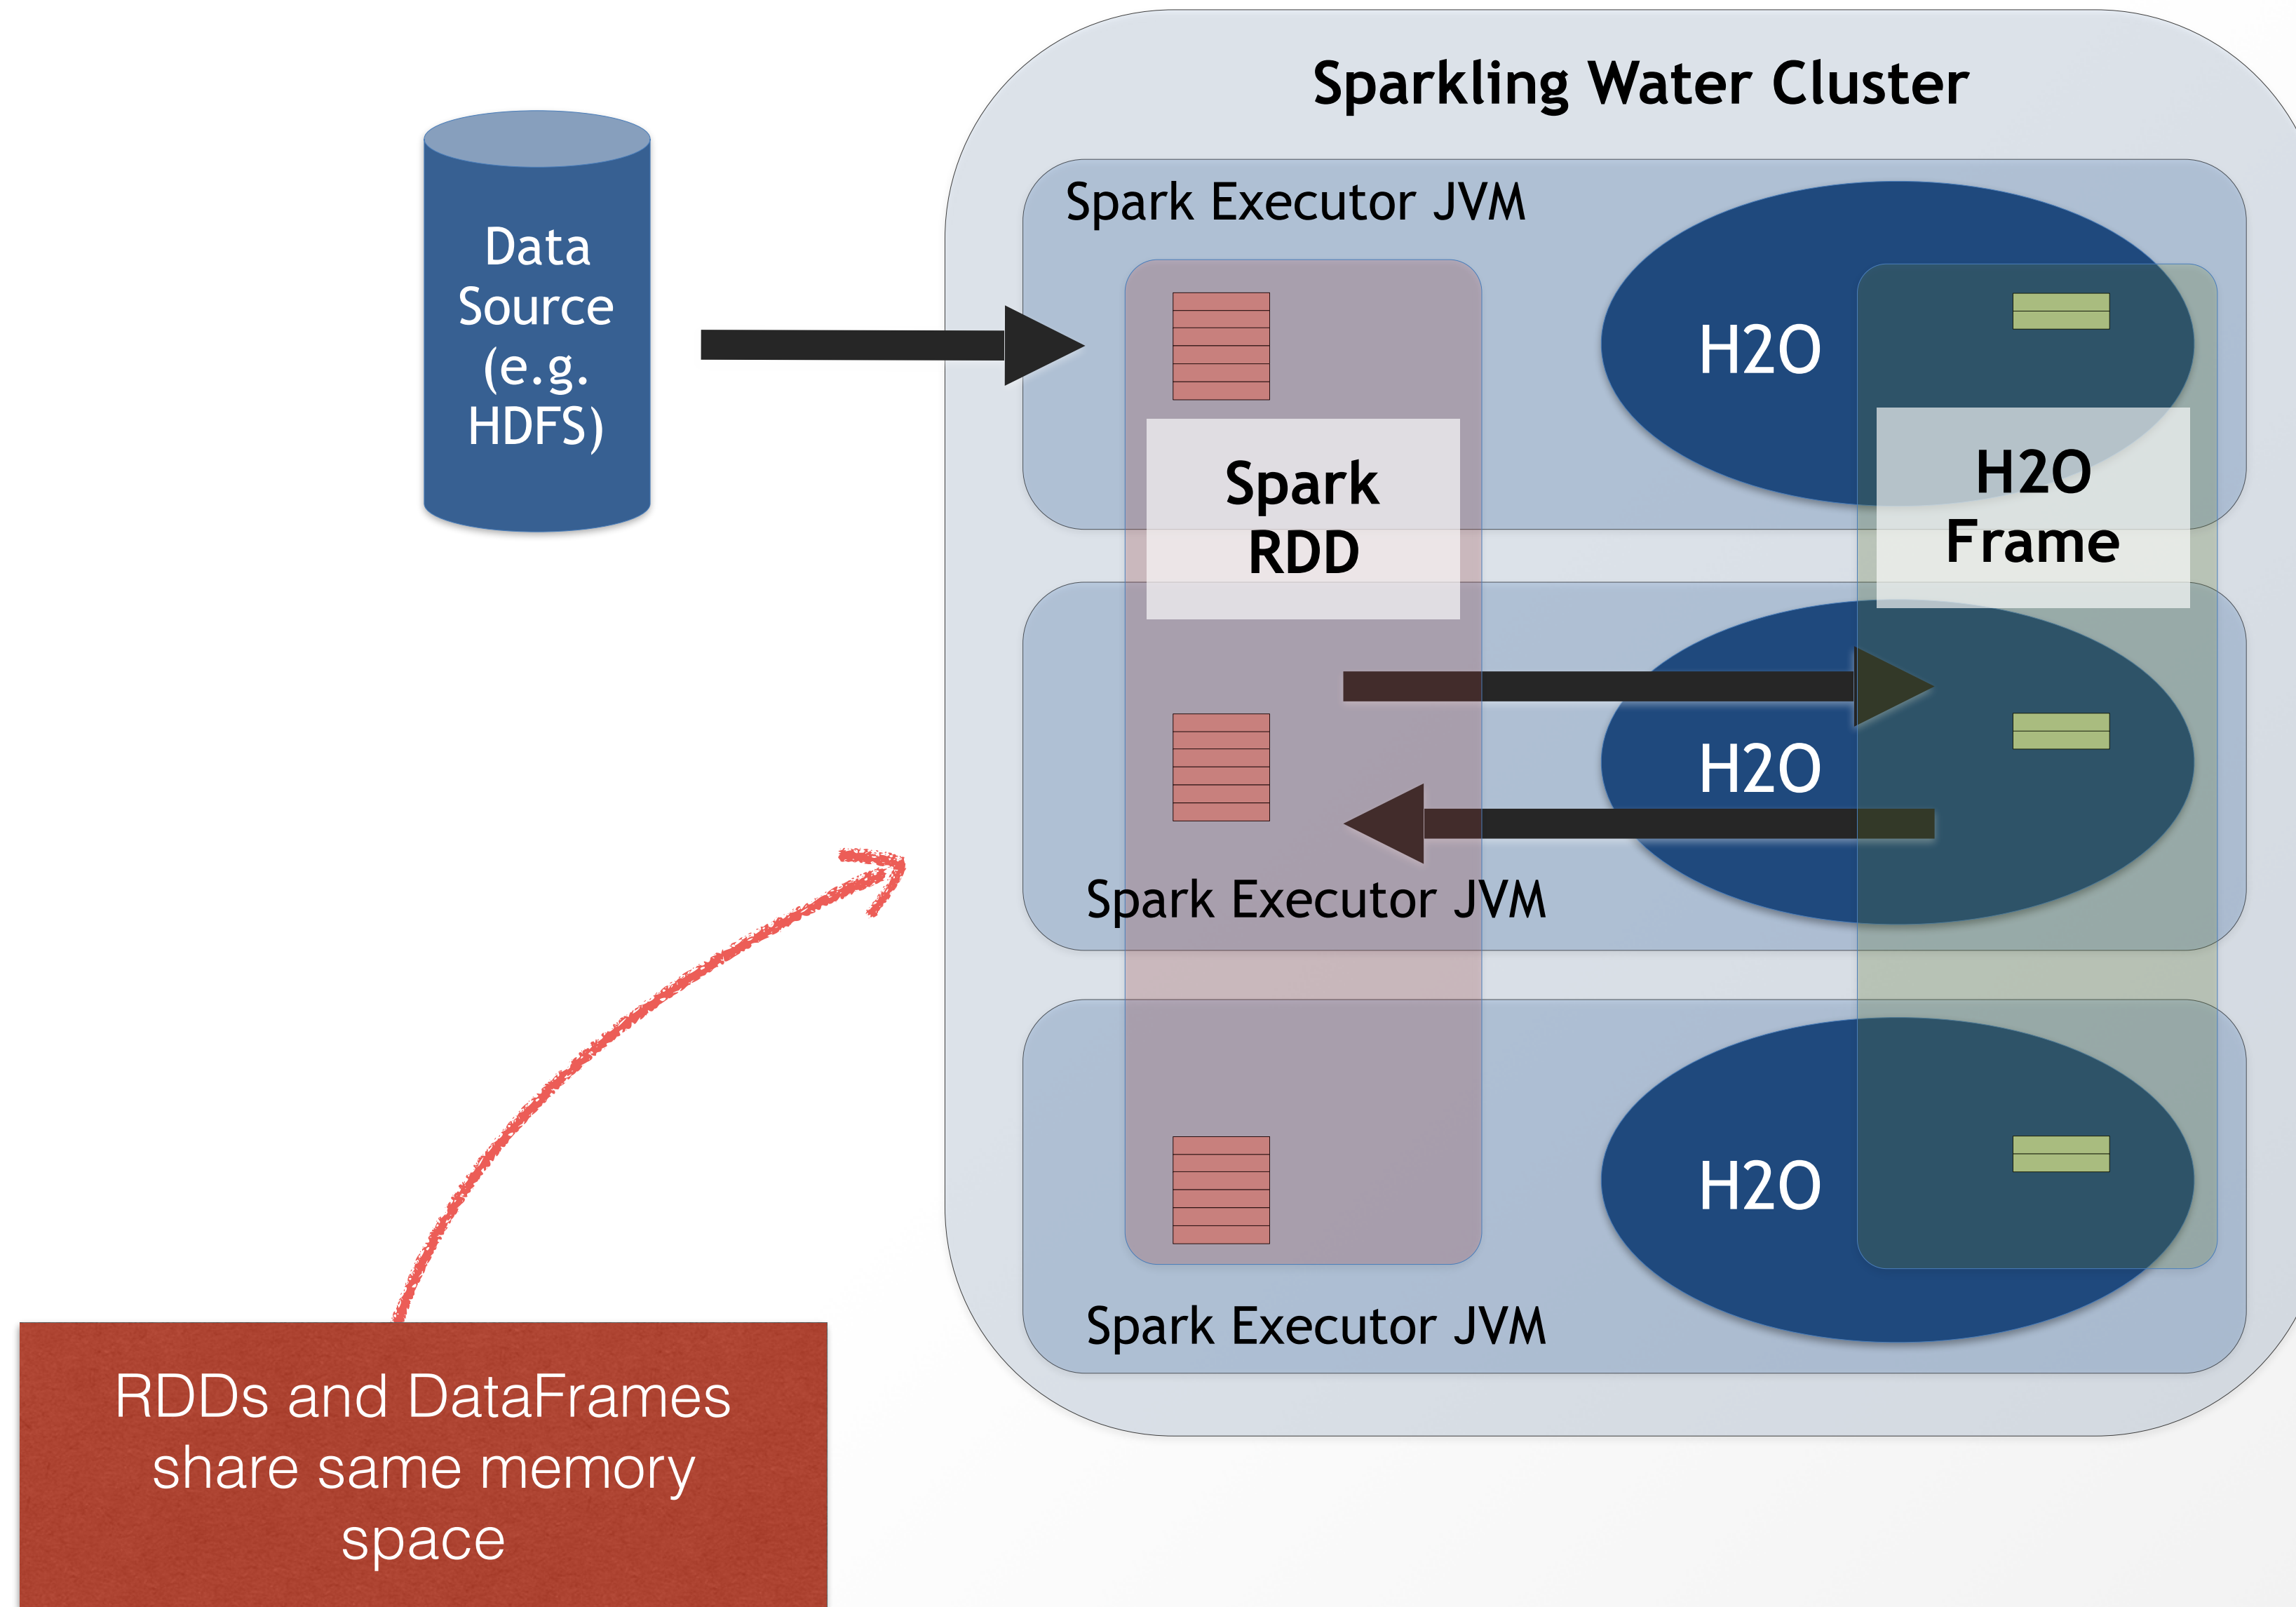 Sparkling Water Cluster
Data
Source
(e.g.
HDFS)
Spark Executor JVM
H2O
Spark
RDD
H2O
Frame
H2O
Spark Executor JVM
H2O
Spark Executor JVM
RDDs and DataFrames
share same memory
space